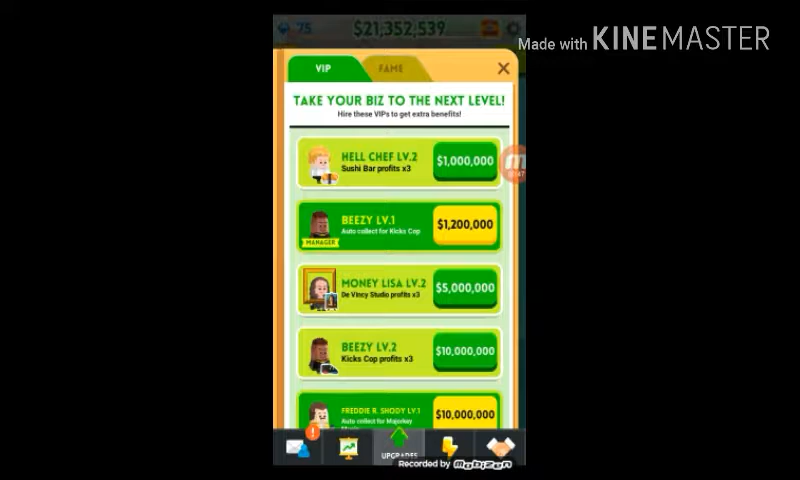 75 $21,352,539
Made with KINEMASTER
VIP FAME
TAKE YOUR BIZ TO THE NEXT LEVEL!
Hire these VIPs to get extra benefits!
HELL CHEF LV.2
Sushi Bar profits x3
$1,000,000
BEEZY LV.1
Auto collect for Kicks Cop
MANAGER
$1,200,000
MONEY LISA LV.2
De Vincy Studio profits x3
$5,000,000
BEEZY LV.2
Kicks Cop profits x3
$10,000,000
FREDDIE R. SHODY LV.1
Auto collect for Majorkey
$10,000,000
UPGRADES
Recorded by Mobizen